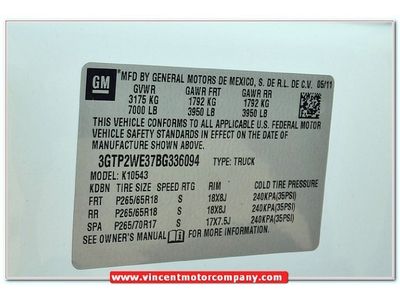 GM
MFD BY GENERAL MOTORS DE MEXICO, S. DE R.L. DE C.V. 05/11
GVWR GAWR FRT GAWR RR
3175 KG 1792 KG 1792 KG
7000 LB 3950 LB 3950 LB
THIS VEHICLE CONFORMS TO ALL APPLICABLE U.S. FEDERAL MOTOR
VEHICLE SAFETY STANDARDS IN EFFECT ON THE DATE OF
MANUFACTURE SHOWN ABOVE.
3GTP2WE37BG336094 TYPE: TRUCK
MODEL: K10543
KDBN TIRE SIZE SPEED RTG RIM COLD TIRE PRESSURE
FRT P265/65R18 S 18X8J 240KPA(35PSI)
RR P265/65R18 S 18X8J 240KPA(35PSI)
SPA P265/70R17 S 17X7.5J 240KPA(35PSI)
SEE OWNER'S MANUAL FOR MORE INFORMATION.
www.vincentmotorcompany.com